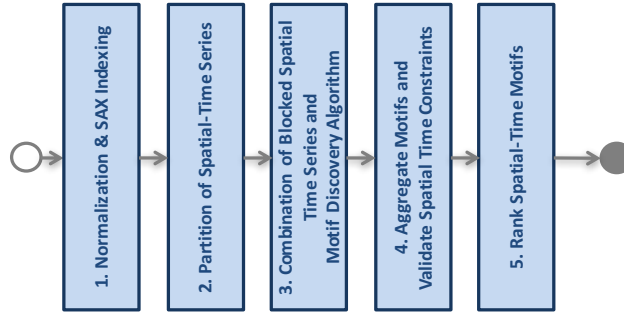 1. Normalization & SAX Indexing
2. Partition of Spatial-Time Series
3. Combination of Blocked Spatial
Time Series and
Motif Discovery Algorithm
4. Aggregate Motifs and
Validate Spatial Time Constraints
5. Rank Spatial-Time Motifs